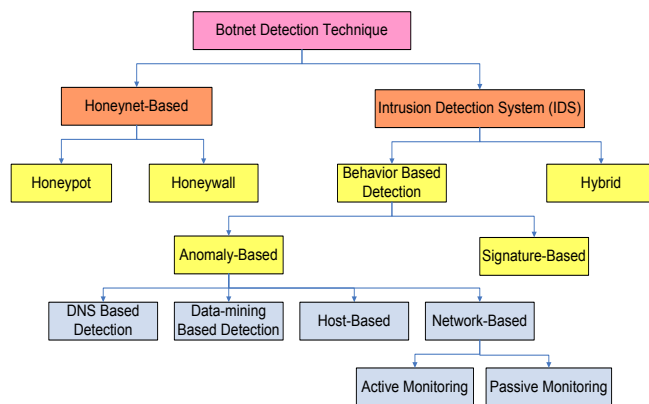 Botnet Detection Technique
Honeynet-Based
Intrusion Detection System (IDS)
Honeypot
Honeywall
Behavior Based
Detection
Hybrid
Anomaly-Based
Signature-Based
DNS Based
Detection
Data-mining
Based Detection
Host-Based
Network-Based
Active Monitoring
Passive Monitoring